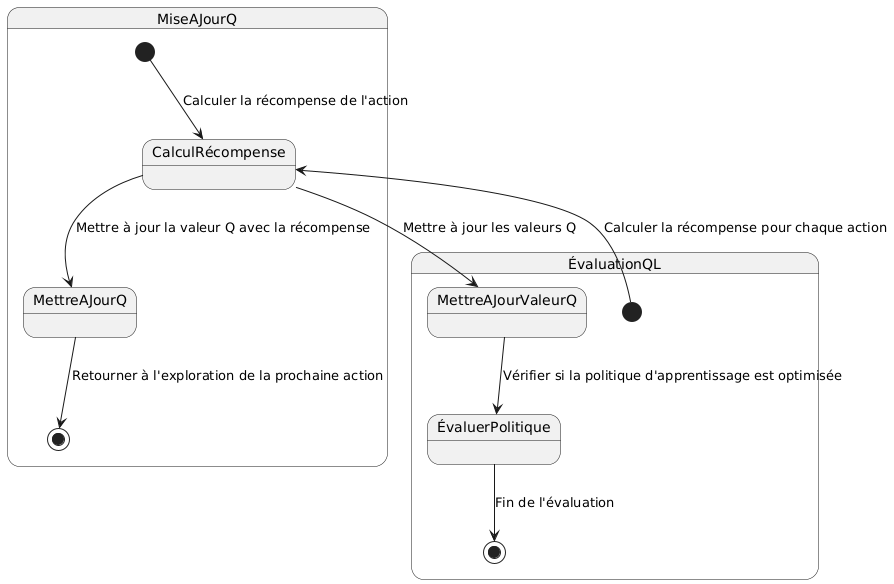 MiseAJourQ
Calculer la récompense de l'action
CalculRécompense
Mettre à jour la valeur Q avec la récompense
Mettre à jour les valeurs Q
Calculer la récompense pour chaque action
ÉvaluationQL
MettreAJourQ
MettreAJourValeurQ
Retourner à l'exploration de la prochaine action
Vérifier si la politique d'apprentissage est optimisée
ÉvaluerPolitique
Fin de l'évaluation